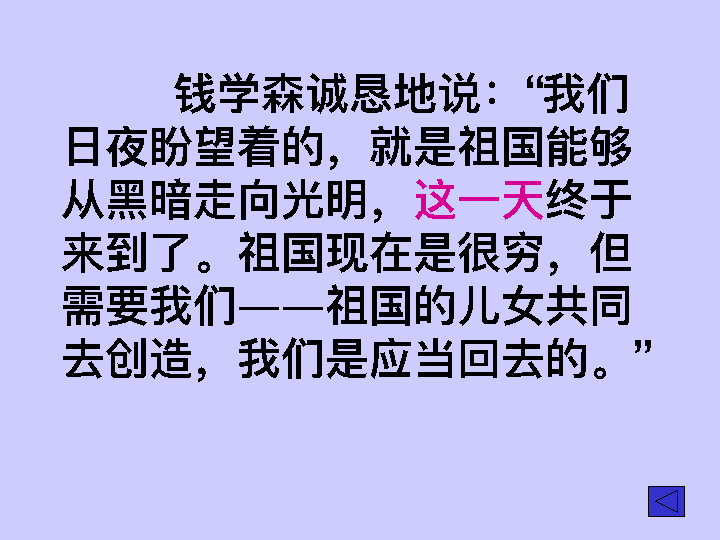 钱学森诚恳地说：“我们
日夜盼望着的，就是祖国能够
从黑暗走向光明，这一天终于
来到了。祖国现在是很穷，但
需要我们——祖国的儿女共同
去创造，我们是应当回去的。”